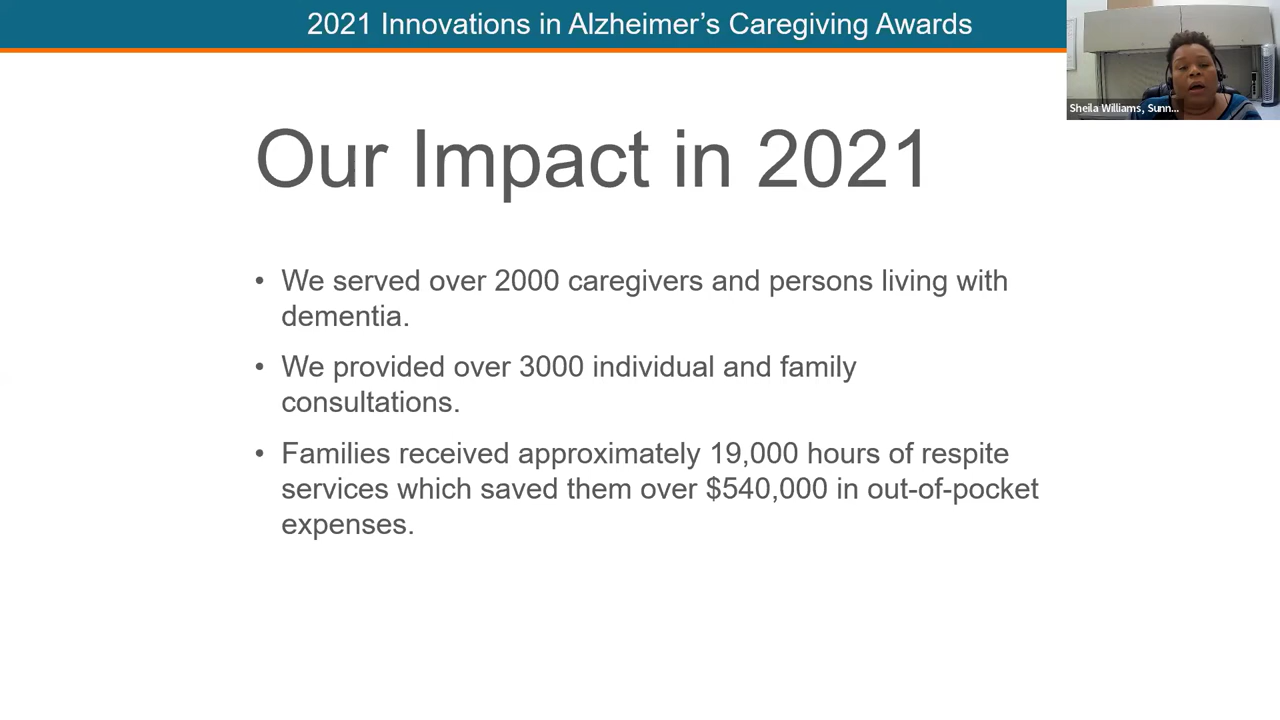 2021 Innovations in Alzheimer’s Caregiving Awards
Sheila Williams, Sunn...
Our Impact in 2021
• We served over 2000 caregivers and persons living with
dementia.
• We provided over 3000 individual and family
consultations.
• Families received approximately 19,000 hours of respite
services which saved them over $540,000 in out-of-pocket
expenses.